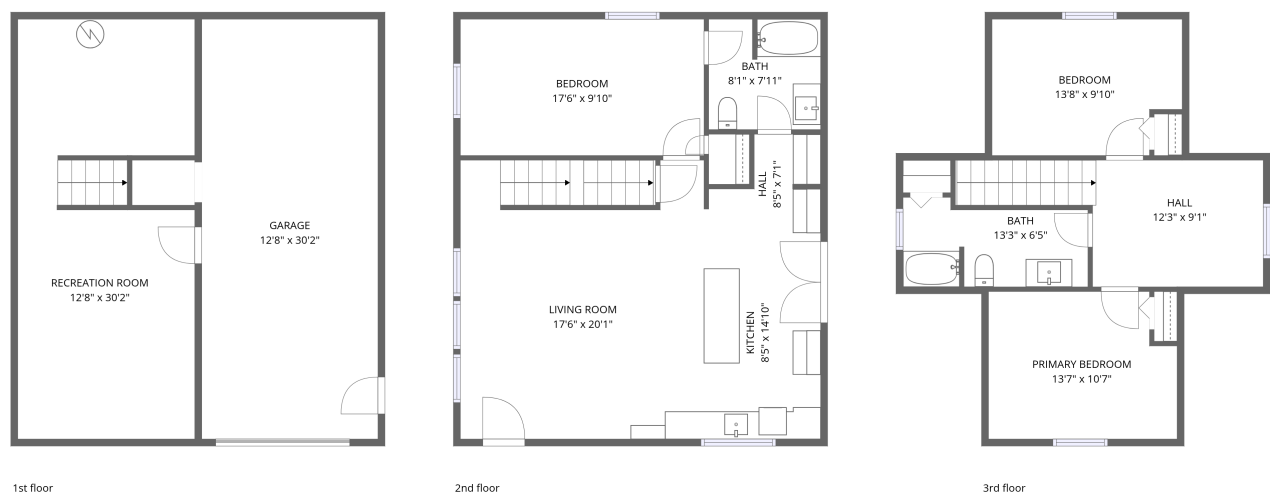 GARAGE
12'8" x 30'2"
RECREATION ROOM
12'8" x 30'2"
1st floor
BEDROOM
17'6" x 9'10"
BATH
8'1" x 7'11"
HALL
8'5" x 7'1"
LIVING ROOM
17'6" x 20'1"
KITCHEN
8'5" x 14'10"
2nd floor
BEDROOM
13'8" x 9'10"
HALL
12'3" x 9'1"
BATH
13'3" x 6'5"
PRIMARY BEDROOM
13'7" x 10'7"
3rd floor